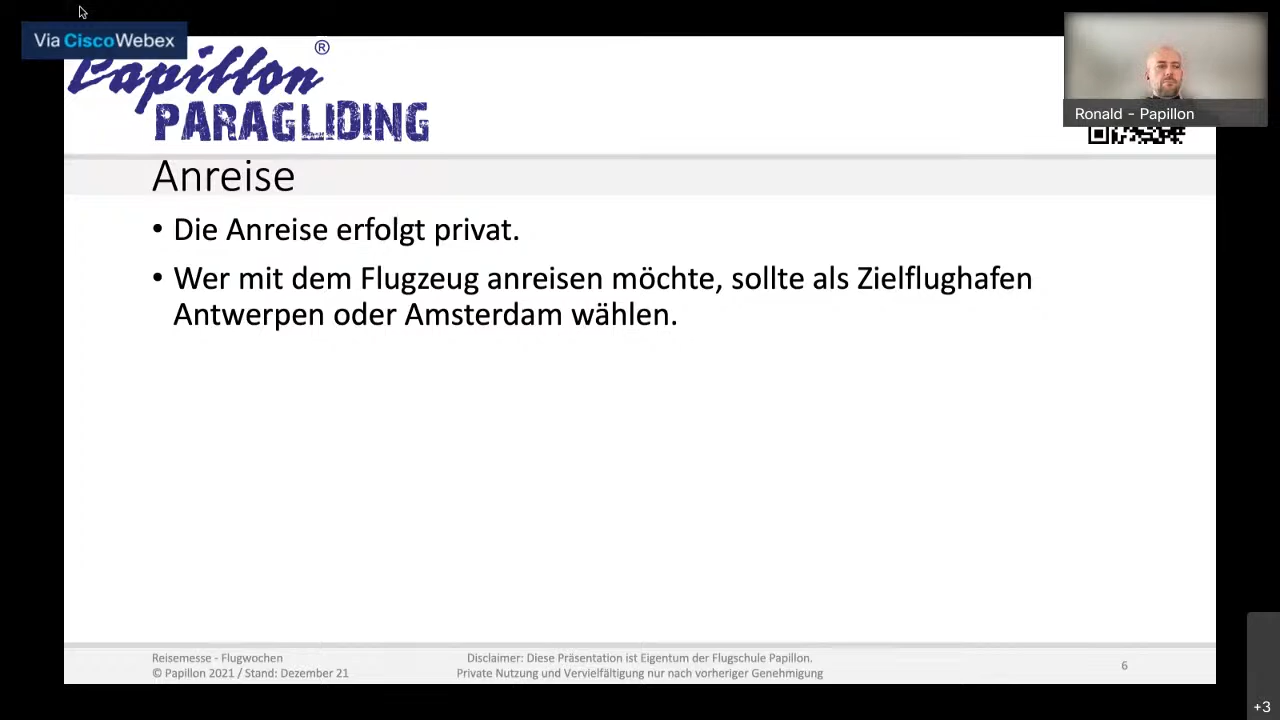 Via CiscoWebex
Papillon ®
PARAGLIDING
Ronald - Papillon
Anreise
• Die Anreise erfolgt privat.
• Wer mit dem Flugzeug anreisen möchte, sollte als Zielflughafen
Antwerpen oder Amsterdam wählen.
Reisemesse - Flugwochen
© Papillon 2021 / Stand: Dezember 21
Disclaimer: Diese Präsentation ist Eigentum der Flugschule Papillon.
Private Nutzung und Vervielfältigung nur nach vorheriger Genehmigung
6
+3